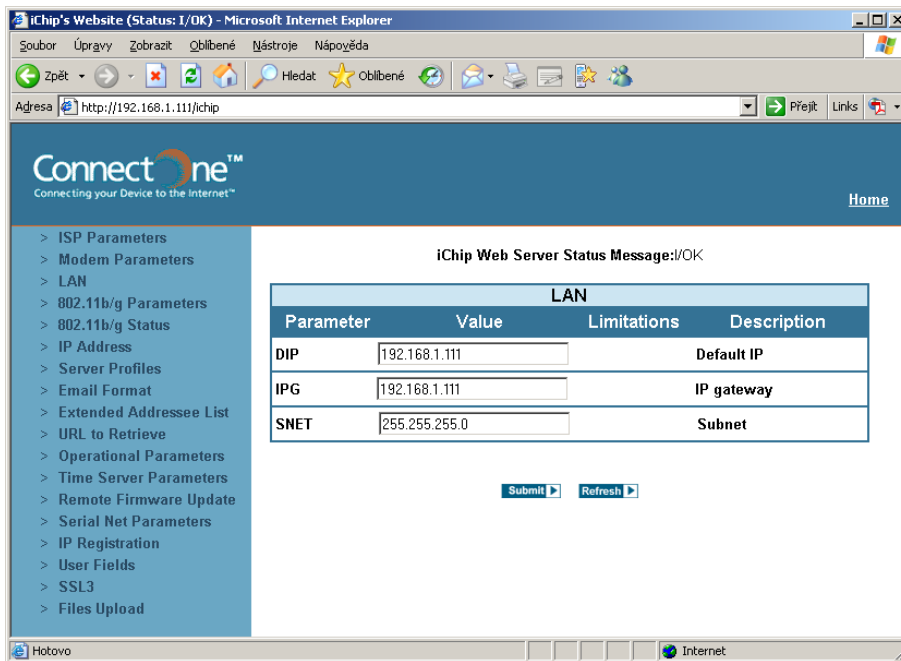 iChip's Website (Status: I/OK) - Microsoft Internet Explorer
Soubor Úpravy Zobrazit Oblíbené Nástroje Nápověda
Zpět Hledat Oblíbené
Adresa http://192.168.1.111/ichip Přejít Links
ConnectOne™
Connecting your Device to the Internet™
Home
> ISP Parameters
> Modem Parameters
> LAN
> 802.11b/g Parameters
> 802.11b/g Status
> IP Address
> Server Profiles
> Email Format
> Extended Addressee List
> URL to Retrieve
> Operational Parameters
> Time Server Parameters
> Remote Firmware Update
> Serial Net Parameters
> IP Registration
> User Fields
> SSL3
> Files Upload
iChip Web Server Status Message:I/OK
LAN
Parameter Value Limitations Description
DIP 192.168.1.111 Default IP
IPG 192.168.1.111 IP gateway
SNET 255.255.255.0 Subnet
Submit Refresh
Hotovo Internet